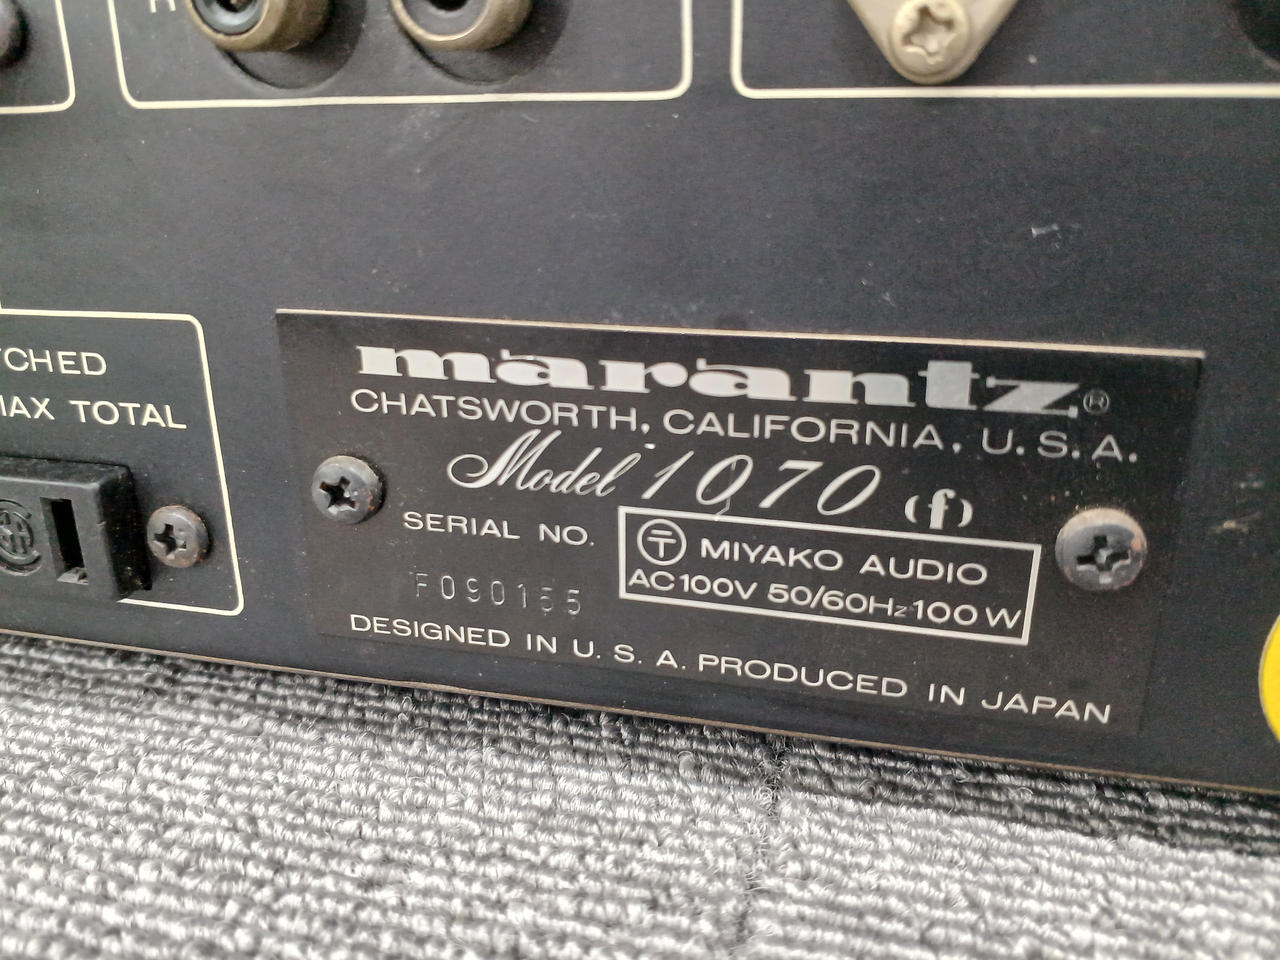 R
TCHED
MAX TOTAL
marantz®
CHATSWORTH, CALIFORNIA, U.S.A.
Model 1070 (f)
SERIAL NO.
F090155
T MIYAKO AUDIO
AC100V 50/60Hz 100W
DESIGNED IN U.S.A. PRODUCED IN JAPAN